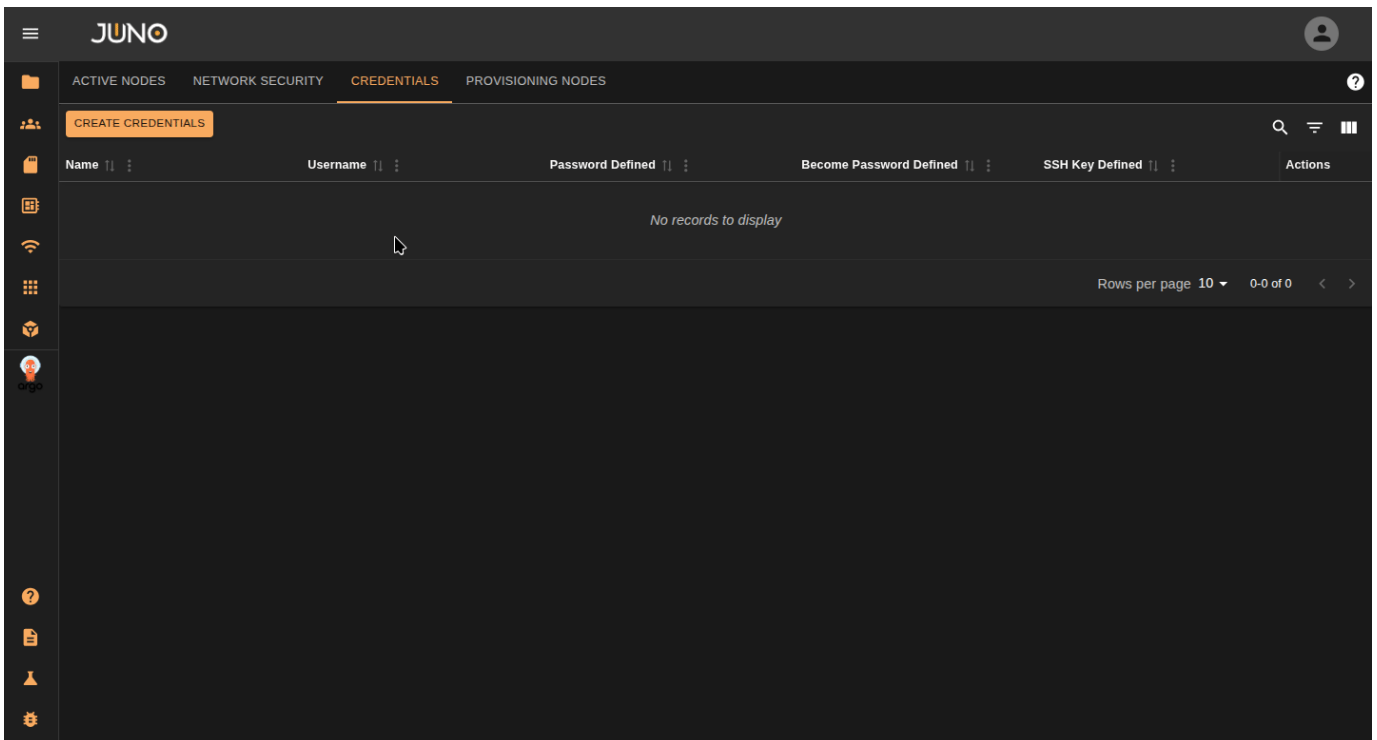 JUNO
ACTIVE NODES NETWORK SECURITY CREDENTIALS PROVISIONING NODES
CREATE CREDENTIALS
Name Username Password Defined Become Password Defined SSH Key Defined Actions
No records to display
Rows per page 10 0-0 of 0
argo